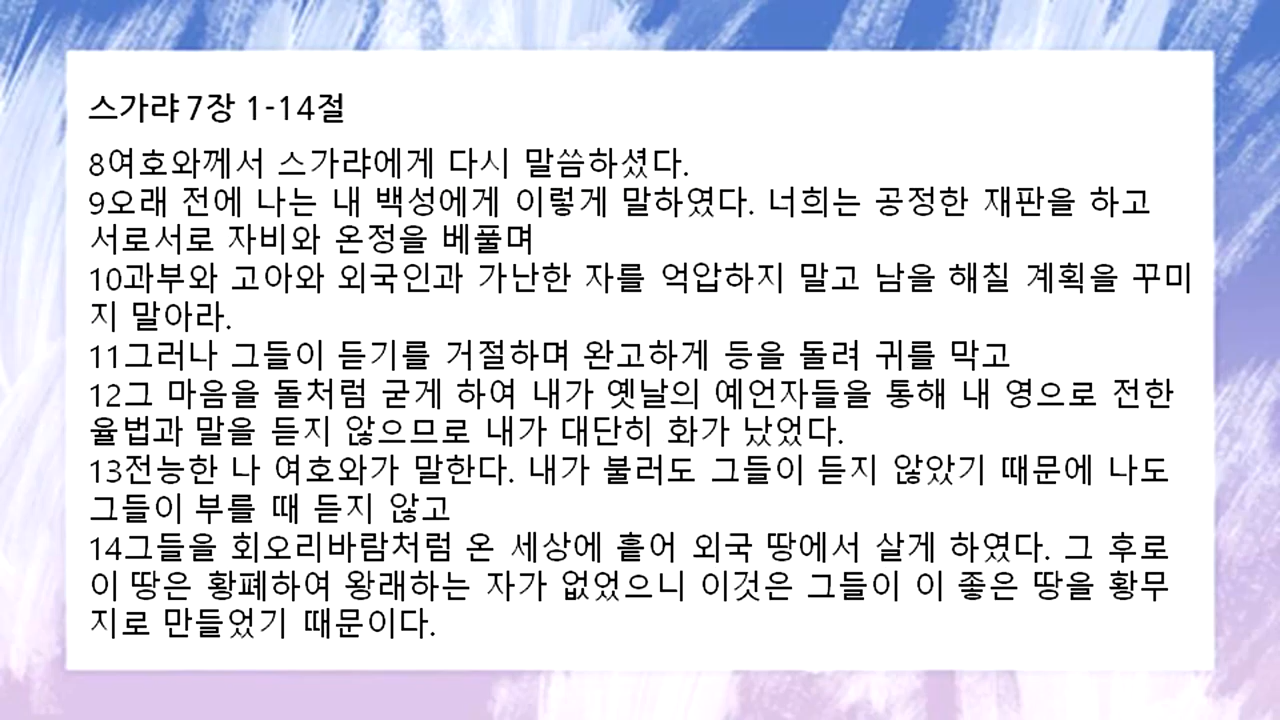 스가랴 7장 1-14절
8여호와께서 스가랴에게 다시 말씀하셨다.
9오래 전에 나는 내 백성에게 이렇게 말하였다. 너희는 공정한 재판을 하고
서로서로 자비와 온정을 베풀며
10과부와 고아와 외국인과 가난한 자를 억압하지 말고 남을 해칠 계획을 꾸미
지 말아라.
11그러나 그들이 듣기를 거절하며 완고하게 등을 돌려 귀를 막고
12그 마음을 돌처럼 굳게 하여 내가 옛날의 예언자들을 통해 내 영으로 전한
율법과 말을 듣지 않으므로 내가 대단히 화가 났었다.
13전능한 나 여호와가 말한다. 내가 불러도 그들이 듣지 않았기 때문에 나도
그들이 부를 때 듣지 않고
14그들을 회오리바람처럼 온 세상에 흩어 외국 땅에서 살게 하였다. 그 후로
이 땅은 황폐하여 왕래하는 자가 없었으니 이것은 그들이 이 좋은 땅을 황무
지로 만들었기 때문이다.